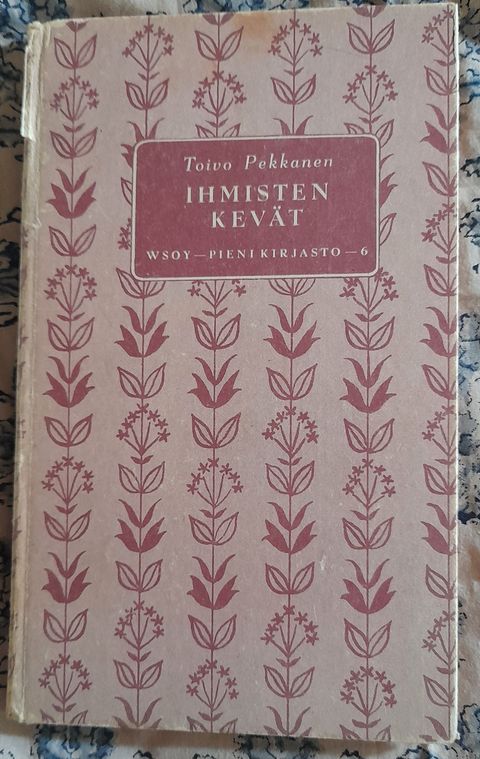 Toivo Pekkanen
IHMISTEN
KEVÄT
WSOY — PIENI KIRJASTO — 6